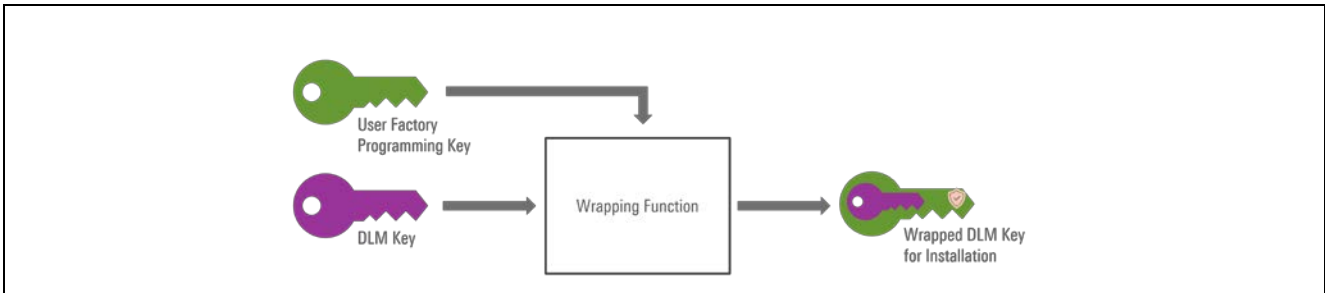 User Factory
Programming Key
DLM Key
Wrapping Function
Wrapped DLM Key
for Installation